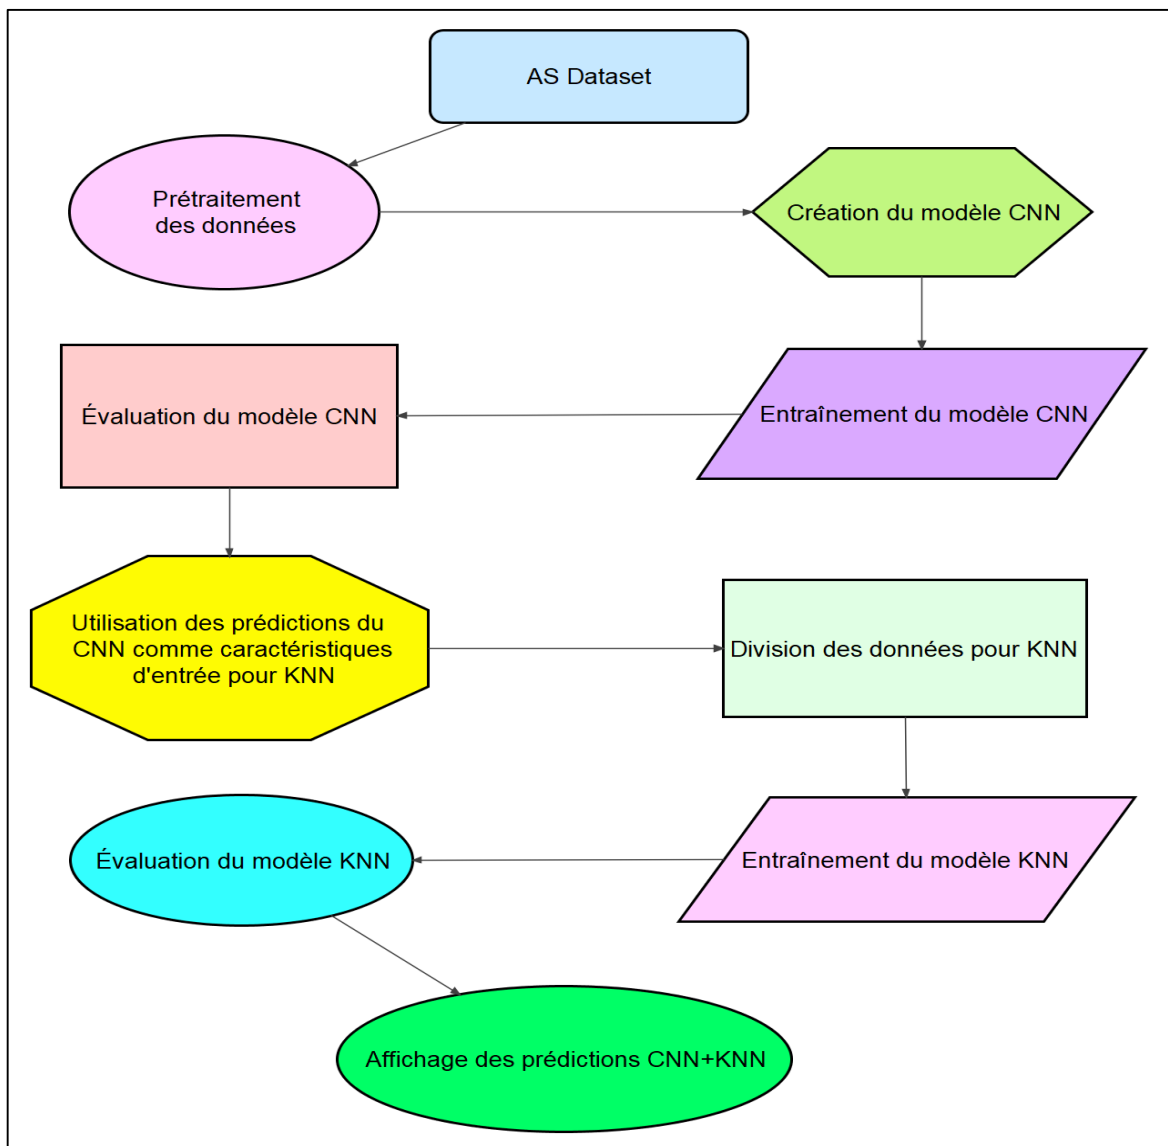 AS Dataset
Prétraitement
des données
Création du modèle CNN
Entraînement du modèle CNN
Évaluation du modèle CNN
Utilisation des prédictions du
CNN comme caractéristiques
d'entrée pour KNN
Division des données pour KNN
Entraînement du modèle KNN
Évaluation du modèle KNN
Affichage des prédictions CNN+KNN